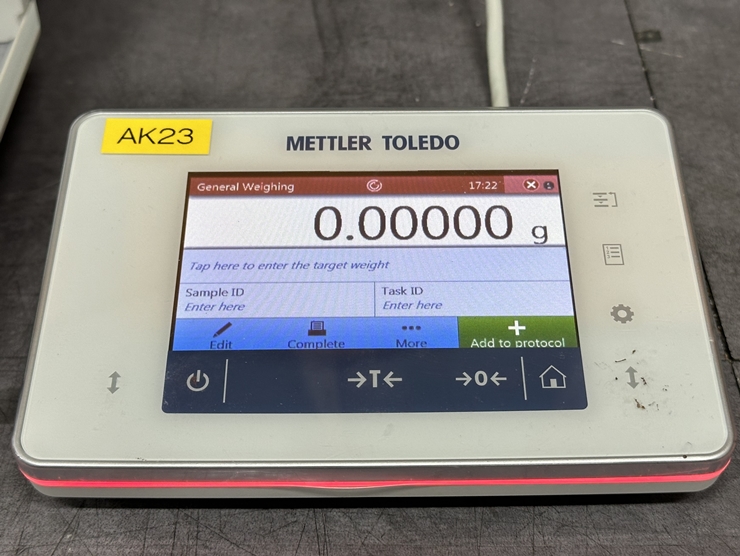 AK23
METTLER TOLEDO
General Weighing 17:22
0.00000 g
Tap here to enter the target weight
Sample ID Task ID
Enter here Enter here
Edit Complete More Add to protocol
→T← →0←